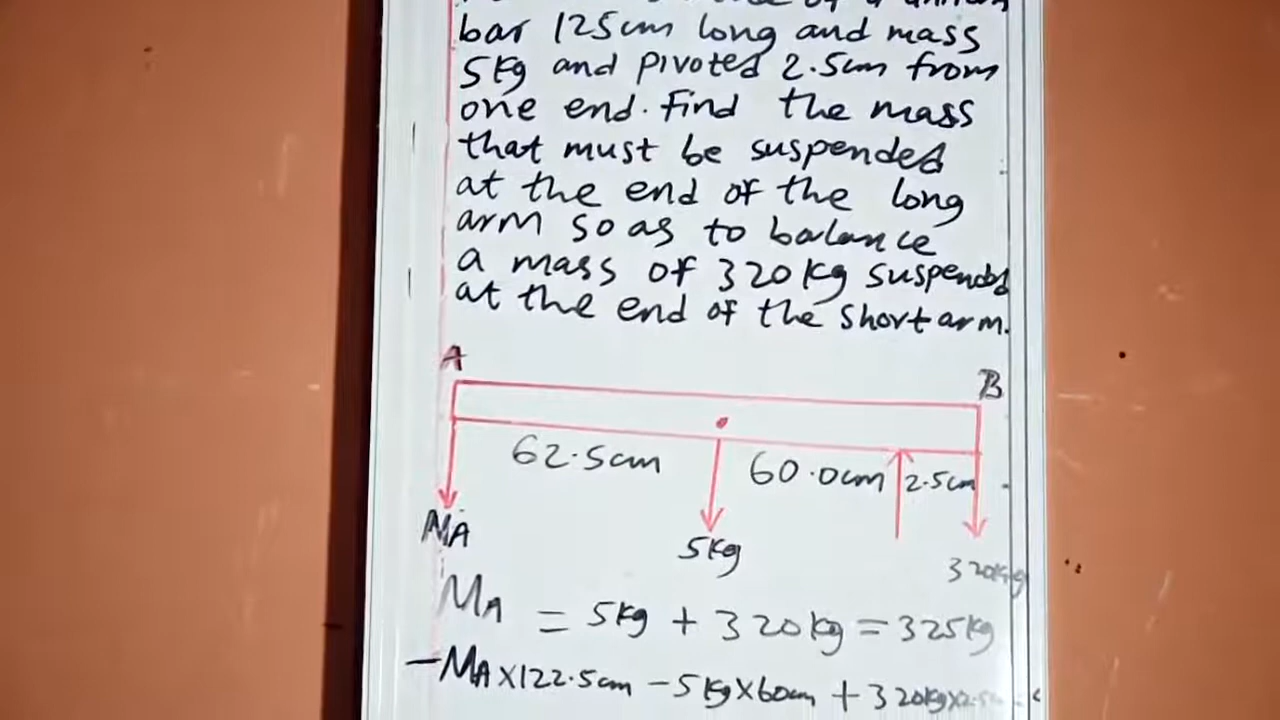 bar 125cm long and mass
5kg and pivoted 2.5cm from
one end. Find the mass
that must be suspended
at the end of the long
arm so as to balance
a mass of 320kg suspended
at the end of the short arm.
A
B
62.5cm
60.0cm
2.5cm
MA
5kg
320kg
MA = 5kg + 320kg = 325kg
-MA×122.5cm - 5kg×60cm + 320kg×2.5